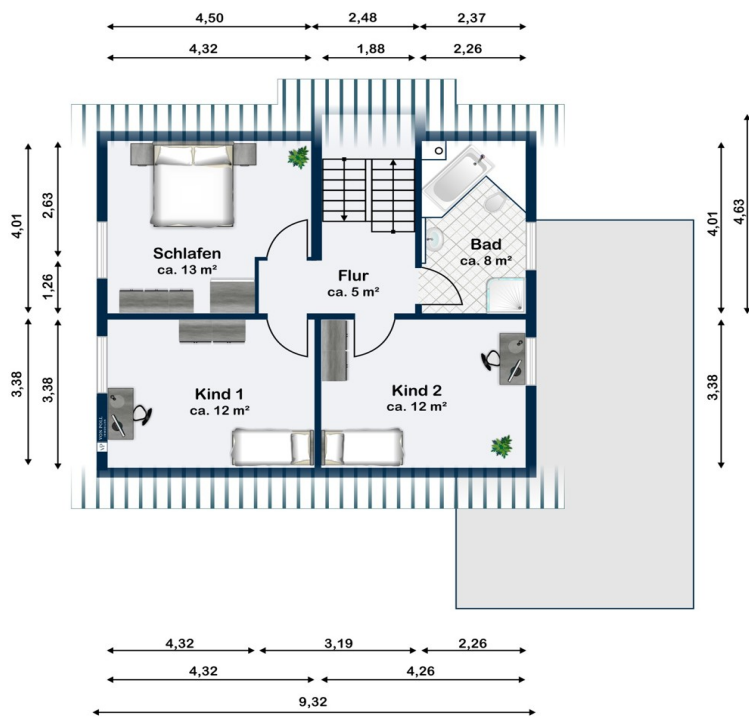 4,50 2,48 2,37
4,32 1,88 2,26
4,01
2,63
4,01
4,63
Schlafen
ca. 13 m²
Bad
ca. 8 m²
Flur
ca. 5 m²
1,26
3,38
3,38
3,38
Kind 1
ca. 12 m²
Kind 2
ca. 12 m²
VON POLL
4,32 3,19 2,26
4,32 4,26
9,32